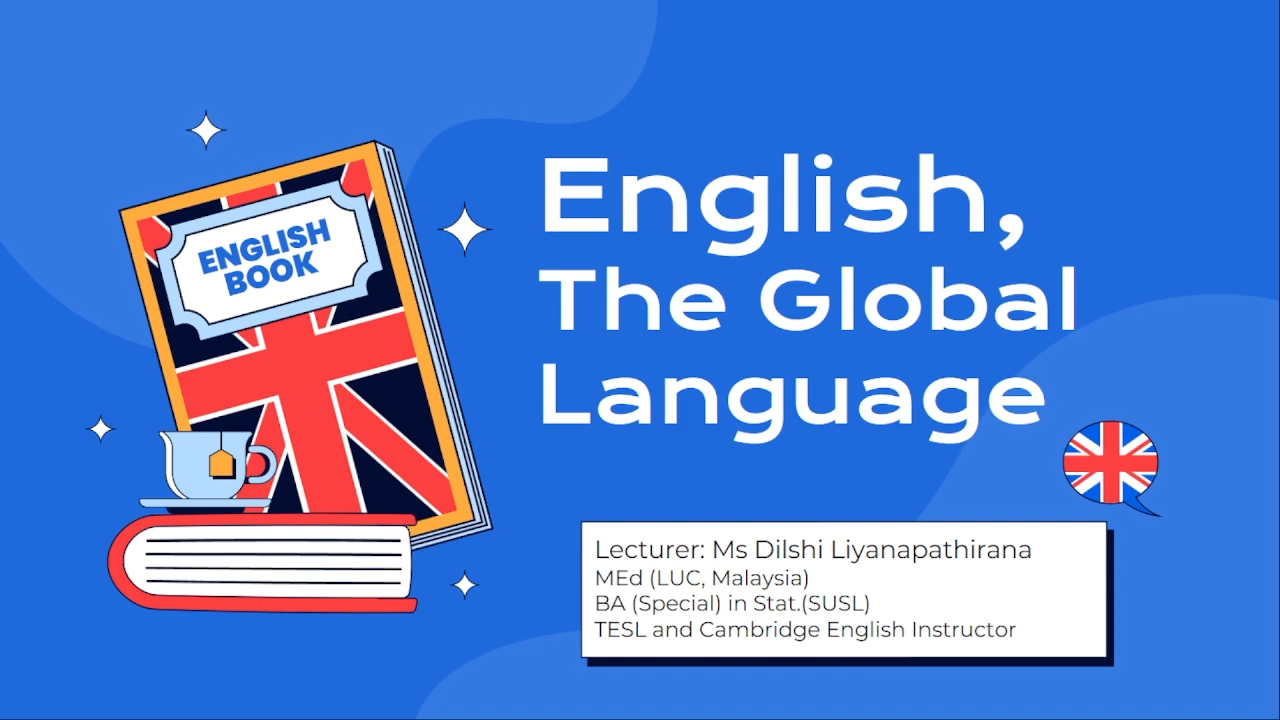 ENGLISH
BOOK
English,
The Global
Language
Lecturer: Ms Dilshi Liyanapathirana
MEd (LUC, Malaysia)
BA (Special) in Stat.(SUSL)
TESL and Cambridge English Instructor